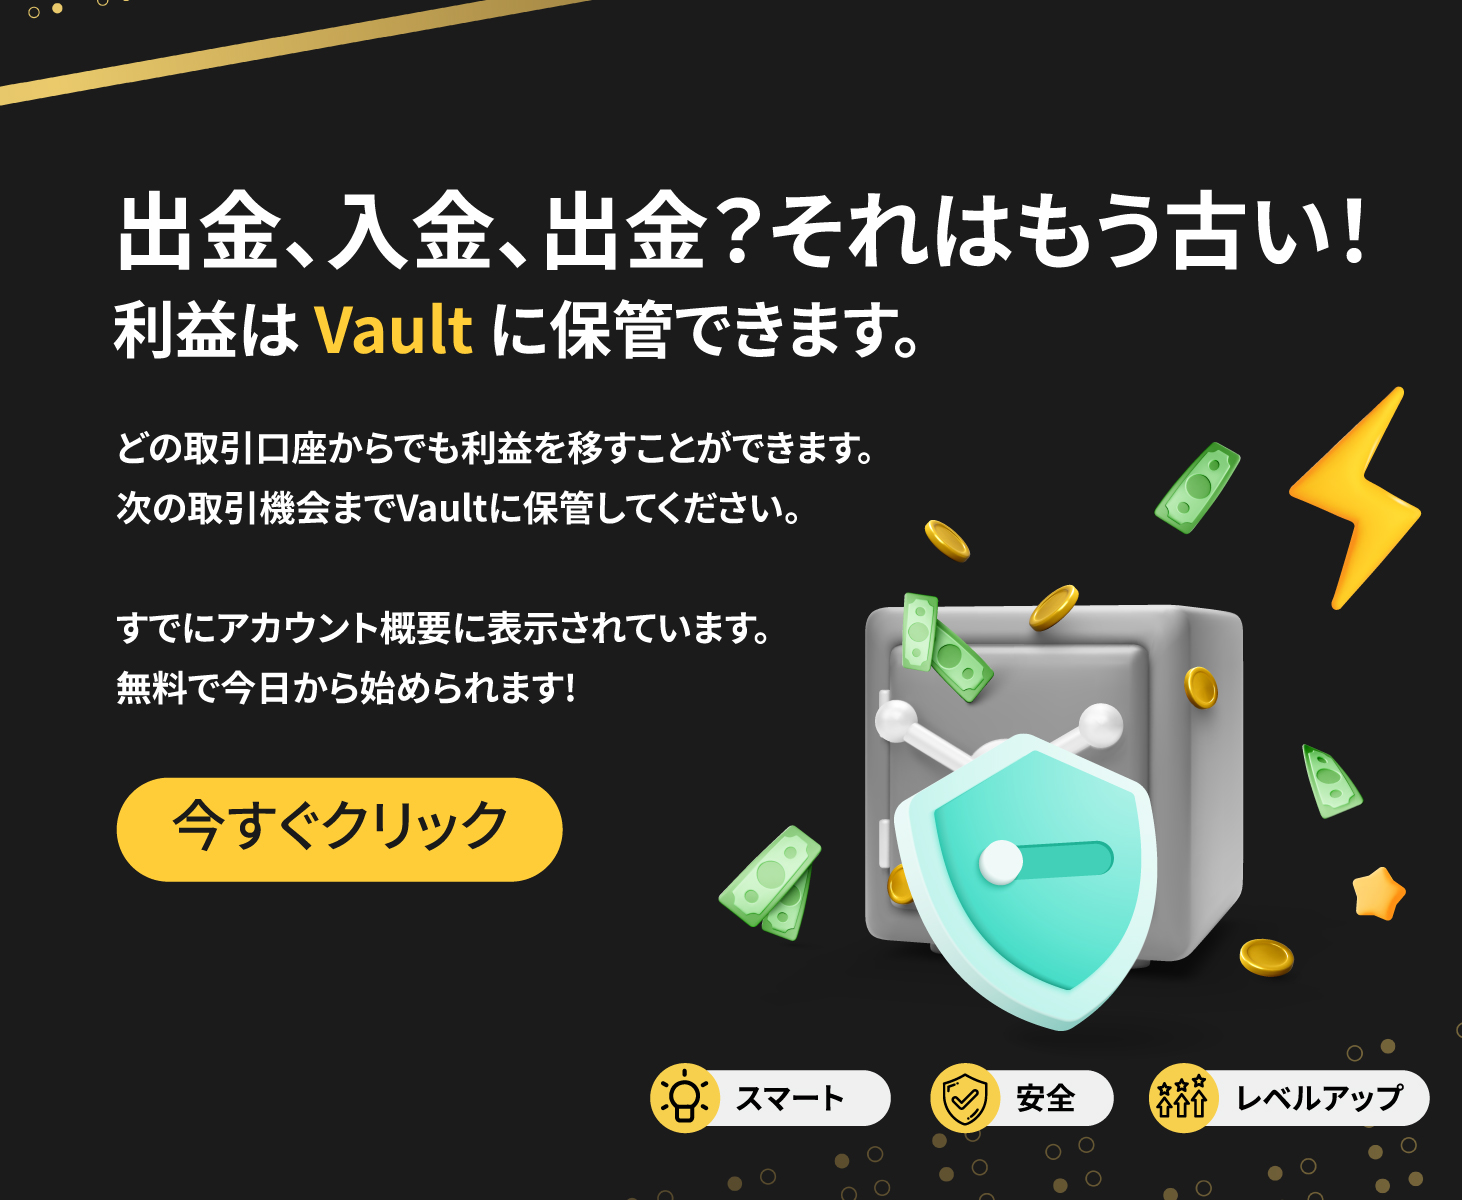 出金、入金、出金？それはもう古い！
利益は Vault に保管できます。
どの取引口座からでも利益を移すことができます。
次の取引機会までVaultに保管してください。
すでにアカウント概要に表示されています。
無料で今日から始められます!
今すぐクリック
スマート
安全
レベルアップ